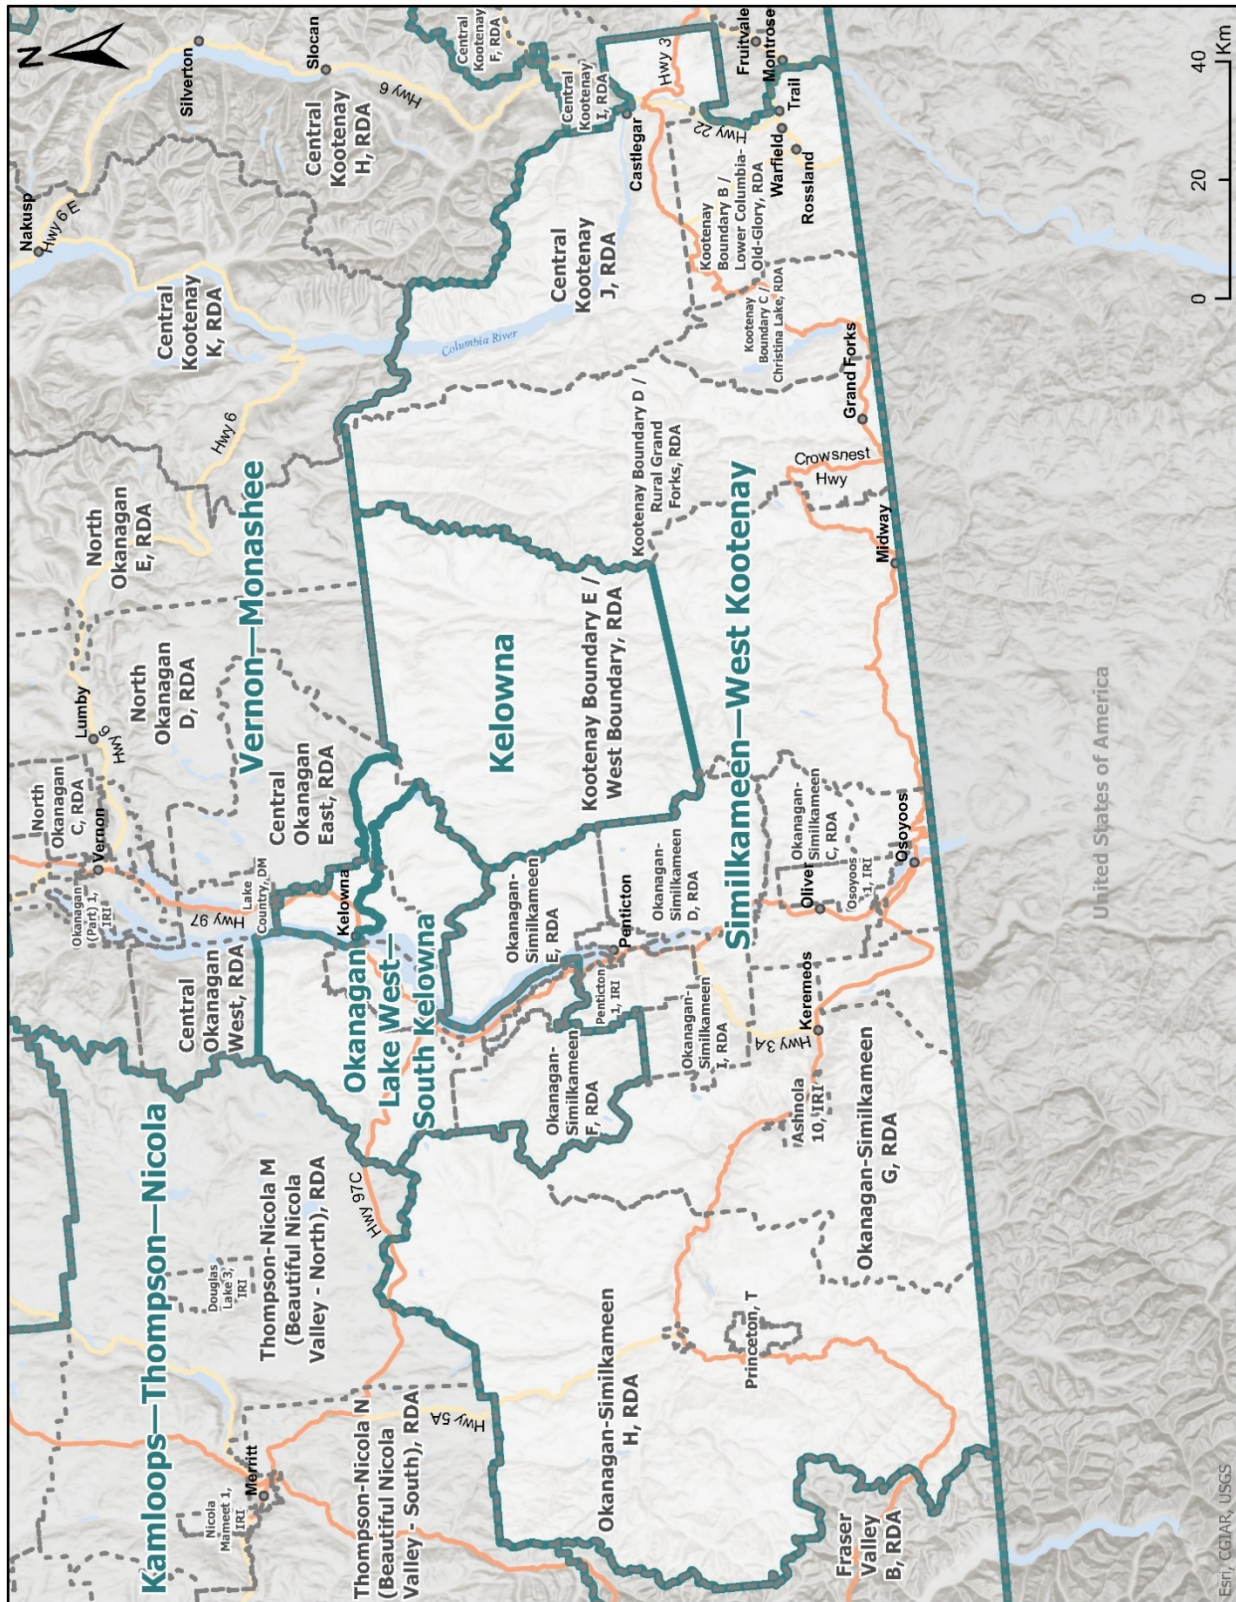 N
Kamloops—Thompson—Nicola
Nicola
Mameet 1,
IRI
Merritt
Douglas
Lake 3,
IRI
Thompson-Nicola M
(Beautiful Nicola
Valley - North), RDA
Thompson-Nicola N
(Beautiful Nicola
Valley - South), RDA
Hwy 5A
Hwy 97C
Central
Okanagan
West, RDA
Okanagan
(Part) 1,
IRI
North
Okanagan
C, RDA
Vernon
Hwy 97
Lake
Country, DM
Lumby
Hwy 6
North
Okanagan
D, RDA
Central
Okanagan
East, RDA
Vernon—Monashee
North
Okanagan
E, RDA
Hwy 6
Nakusp
Hwy 6 E
Central
Kootenay
K, RDA
Silverton
Slocan
Central
Kootenay
H, RDA
Hwy 6
Central
Kootenay
F, RDA
Central
Kootenay
I, RDA
Kelowna
Okanagan
Lake West—
South Kelowna
Kelowna
Columbia River
Central
Kootenay
J, RDA
Castlegar
Hwy 3
Okanagan-
Similkameen
E, RDA
Okanagan-
Similkameen
F, RDA
Penticton
1, IRI
Penticton
Okanagan-
Similkameen
D, RDA
Okanagan-
Similkameen
I, RDA
Kootenay Boundary E /
West Boundary, RDA
Kootenay Boundary D /
Rural Grand
Forks, RDA
Kootenay
Boundary B /
Lower Columbia-
Old-Glory, RDA
Kootenay
Boundary C /
Christina Lake, RDA
Hwy 22
Fruitvale
Montrose
Trail
Warfield
Rossland
Similkameen—West Kootenay
Okanagan-Similkameen
H, RDA
Princeton, T
Ashnola
10, IRI
Hwy 3A
Keremeos
Okanagan-Similkameen
G, RDA
Oliver
Okanagan-
Similkameen
C, RDA
Osoyoos
1, IRI
Osoyoos
Crowsnest
Hwy
Midway
Grand Forks
Fraser
Valley
B, RDA
United States of America
0 20 40
Km
Esri, CGIAR, USGS